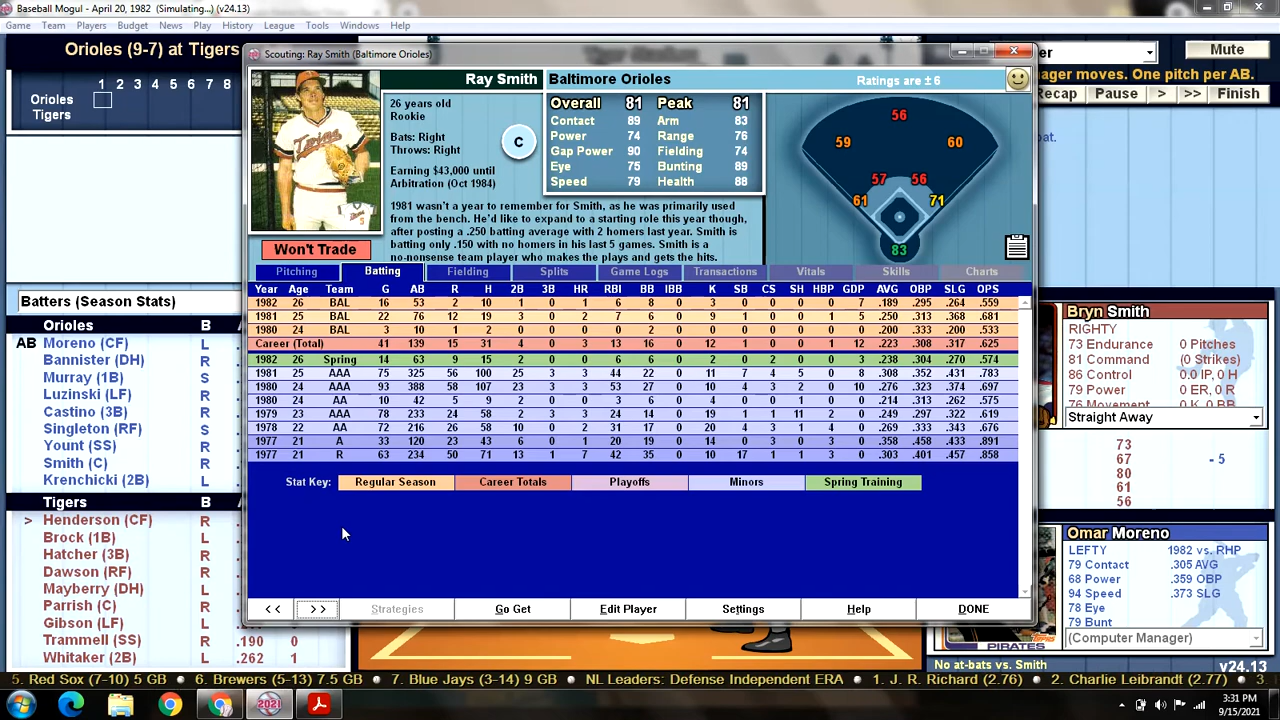 Baseball Mogul - April 20, 1982 (Simulating...) (v24.13)
Game Team Players Budget News Play History League Tools Windows Help
Orioles (9-7) at Tigers
1 2 3 4 5 6 7 8
Orioles
Tigers
Scouting: Ray Smith (Baltimore Orioles)
Ray Smith
Baltimore Orioles
Ratings are ± 6
26 years old
Rookie
Bats: Right
Throws: Right
Earning $43,000 until
Arbitration (Oct 1984)
C
Overall 81 Peak 81
Contact 89 Arm 83
Power 74 Range 76
Gap Power 90 Fielding 74
Eye 75 Bunting 89
Speed 79 Health 88
56
59 60
57 56
61 71
83
1981 wasn't a year to remember for Smith, as he was primarily used
from the bench. He'd like to expand to a starting role this year though,
after posting a .250 batting average with 2 homers last year. Smith is
batting only .150 with no homers in his last 5 games. Smith is a
no-nonsense team player who makes the plays and gets the hits.
Won't Trade
Pitching Batting Fielding Splits Game Logs Transactions Vitals Skills Charts
Year Age Team G AB R H 2B 3B HR RBI BB IBB K SB CS SH HBP GDP AVG OBP SLG OPS
1982 26 BAL 16 53 2 10 1 0 1 6 8 0 3 0 0 0 0 7 .189 .295 .264 .559
1981 25 BAL 22 76 12 19 3 0 2 7 6 0 9 1 0 0 1 5 .250 .313 .368 .681
1980 24 BAL 3 10 1 2 0 0 0 0 2 0 0 0 0 0 0 0 .200 .333 .200 .533
Career (Total) 41 139 15 31 4 0 3 13 16 0 12 1 0 0 1 12 .223 .308 .317 .625
1982 26 Spring 14 63 9 15 2 0 0 6 6 0 2 0 2 0 0 3 .238 .304 .270 .574
1981 25 AAA 75 325 56 100 25 3 3 44 22 0 11 7 4 5 2 0 .308 .352 .431 .783
1980 24 AAA 93 388 58 107 23 3 3 53 27 0 10 4 3 2 0 10 .276 .323 .374 .697
1980 24 AA 10 42 5 9 2 2 0 3 6 0 4 0 0 0 0 0 .214 .313 .262 .575
1979 23 AAA 78 233 24 58 2 3 3 24 14 0 19 1 1 11 2 0 .249 .297 .322 .619
1978 22 AA 72 216 26 58 10 0 2 31 17 0 20 4 3 1 4 0 .269 .333 .343 .676
1977 21 A 33 120 23 43 6 0 1 20 19 0 14 0 3 0 3 0 .358 .458 .433 .891
1977 21 R 63 234 50 71 13 1 7 42 35 0 10 17 1 1 3 0 .303 .401 .457 .858
Stat Key: Regular Season Career Totals Playoffs Minors Spring Training
<< >> Strategies Go Get Edit Player Settings Help DONE
Batters (Season Stats)
Orioles B
AB Moreno (CF) L
Bannister (DH) R
Murray (1B) S
Luzinski (LF) R
Castino (3B) R
Singleton (RF) S
Yount (SS) R
Smith (C) R
Krenchicki (2B) L
Tigers B
> Henderson (CF) R
Brock (1B) L
Hatcher (3B) R
Dawson (RF) R
Mayberry (DH) L
Parrish (C) R
Gibson (LF) L
Trammell (SS) R .190 0
Whitaker (2B) L .262 1
Mute
nager moves. One pitch per AB.
Recap Pause > >> Finish
Bryn Smith
RIGHTY
73 Endurance 0 B
81 Command (0 Strikes)
86 Control 0.0 IP, 0 H
79 Power 0 ER, 0 R
76 Movement 0 K, 0 BB
Straight Away
73
67 - 5
80
61
56
Omar Moreno
LEFTY 1982 vs. RHP
79 Contact .305 AVG
68 Power .359 OBP
94 Speed .373 SLG
78 Eye
79 Bunt
(Computer Manager)
PIRATES
No at-bats vs. Smith
v24.13
5. Red Sox (7-10) 5 GB • 6. Brewers (5-13) 7.5 GB • 7. Blue Jays (3-14) 9 GB • NL Leaders: Defense Independent ERA • 1. J. R. Richard (2.76) • 2. Charlie Leibrandt (2.77) • 3.
2021
3:31 PM
9/15/2021